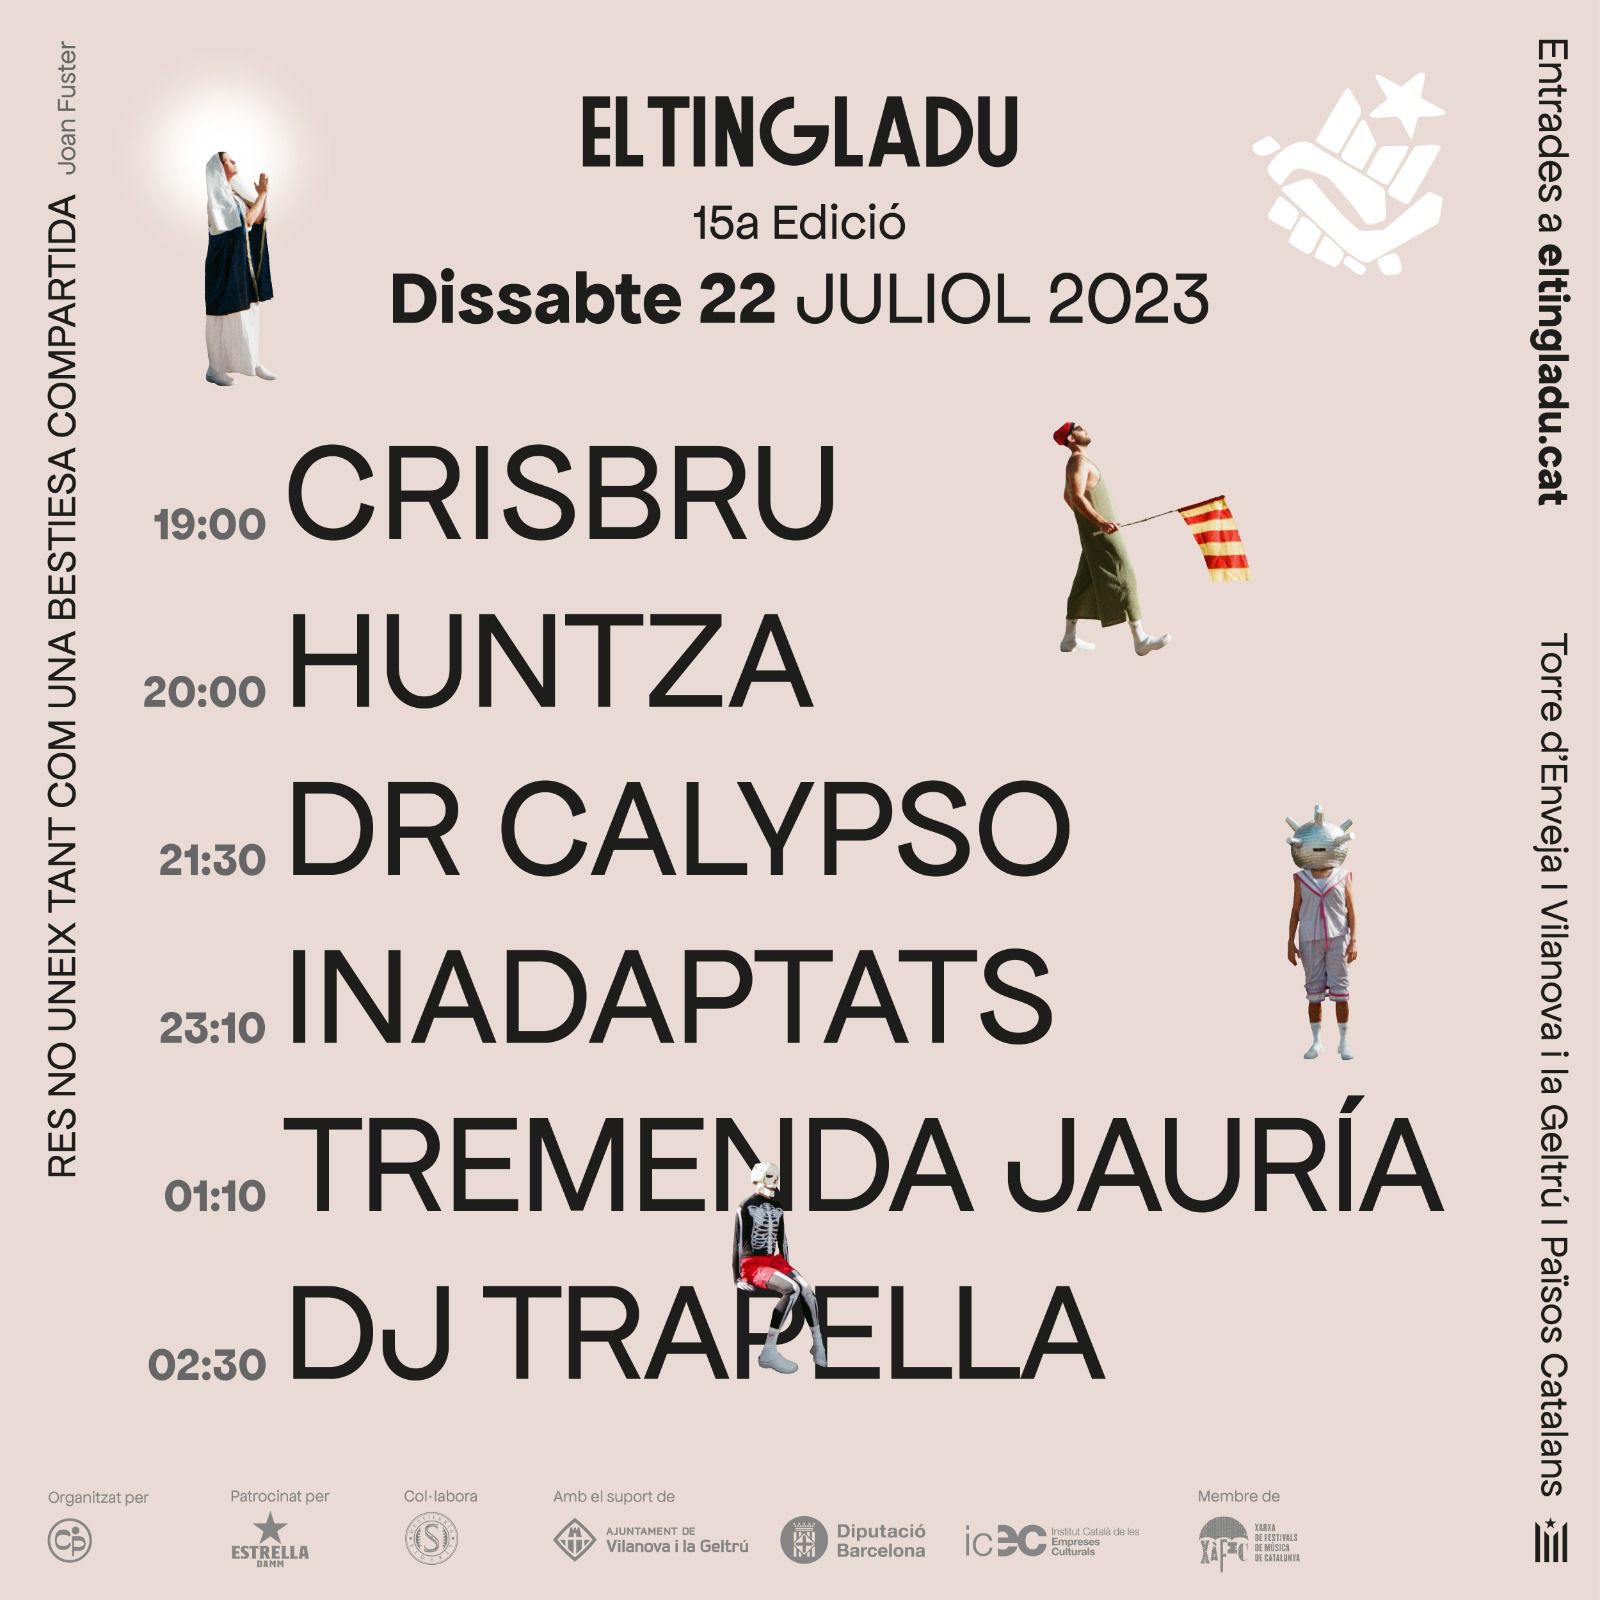 ELTINGLADU
15a Edició
Dissabte 22 JULIOL 2023
19:00 CRISBRU
20:00 HUNTZA
21:30 DR CALYPSO
23:10 INADAPTATS
01:10 TREMENDA JAURÍA
02:30 DJ TRAPELLA
RES NO UNEIX TANT COM UNA BESTIESA COMPARTIDA Joan Fuster
Entrades a eltingladu.cat
Torre d'Enveja | Vilanova i la Geltrú | Països Catalans
Organitzat per
Patrocinat per
ESTRELLA
DAMM
Col·labora
Amb el suport de
AJUNTAMENT DE
Vilanova i la Geltrú
Diputació
Barcelona
icec
Institut Català de les
Empreses
Culturals
Membre de
XAFMC
XARXA
DE FESTIVALS
DE MÚSICA
DE CATALUNYA